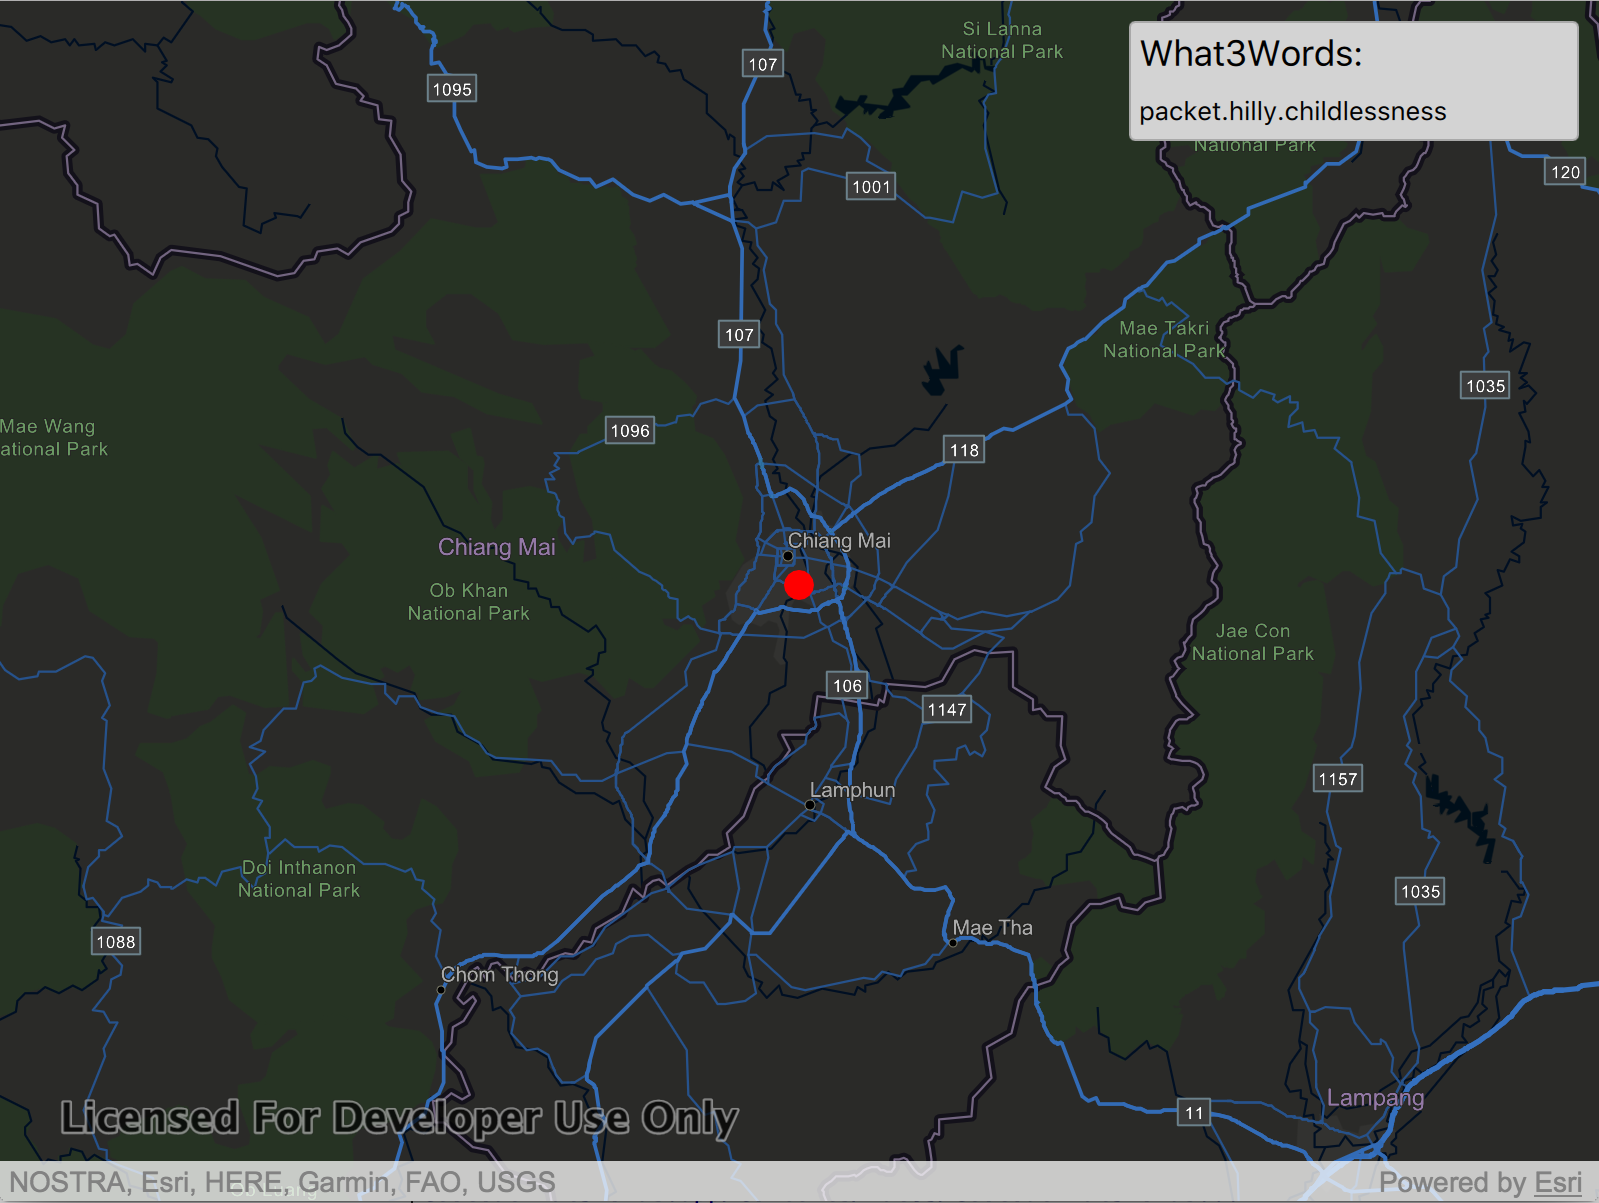 Si Lanna
National Park
What3Words:
packet.hilly.childlessness
National Park
107
1095
120
1001
107
Mae Takri
National Park
1035
Mae Wang
ational Park
1096
118
Chiang Mai
Chiang Mai
Ob Khan
National Park
Jae Con
National Park
106
1147
1157
Lamphun
Doi Inthanon
National Park
1035
1088
Mae Tha
Chom Thong
Lampang
11
Licensed For Developer Use Only
NOSTRA, Esri, HERE, Garmin, FAO, USGS
Powered by Esri